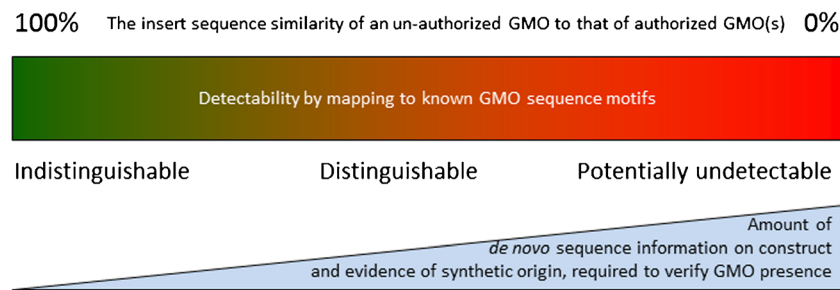 100% The insert sequence similarity of an un-authorized GMO to that of authorized GMO(s) 0%
Detectability by mapping to known GMO sequence motifs
Indistinguishable Distinguishable Potentially undetectable
Amount of
de novo sequence information on construct
and evidence of synthetic origin, required to verify GMO presence